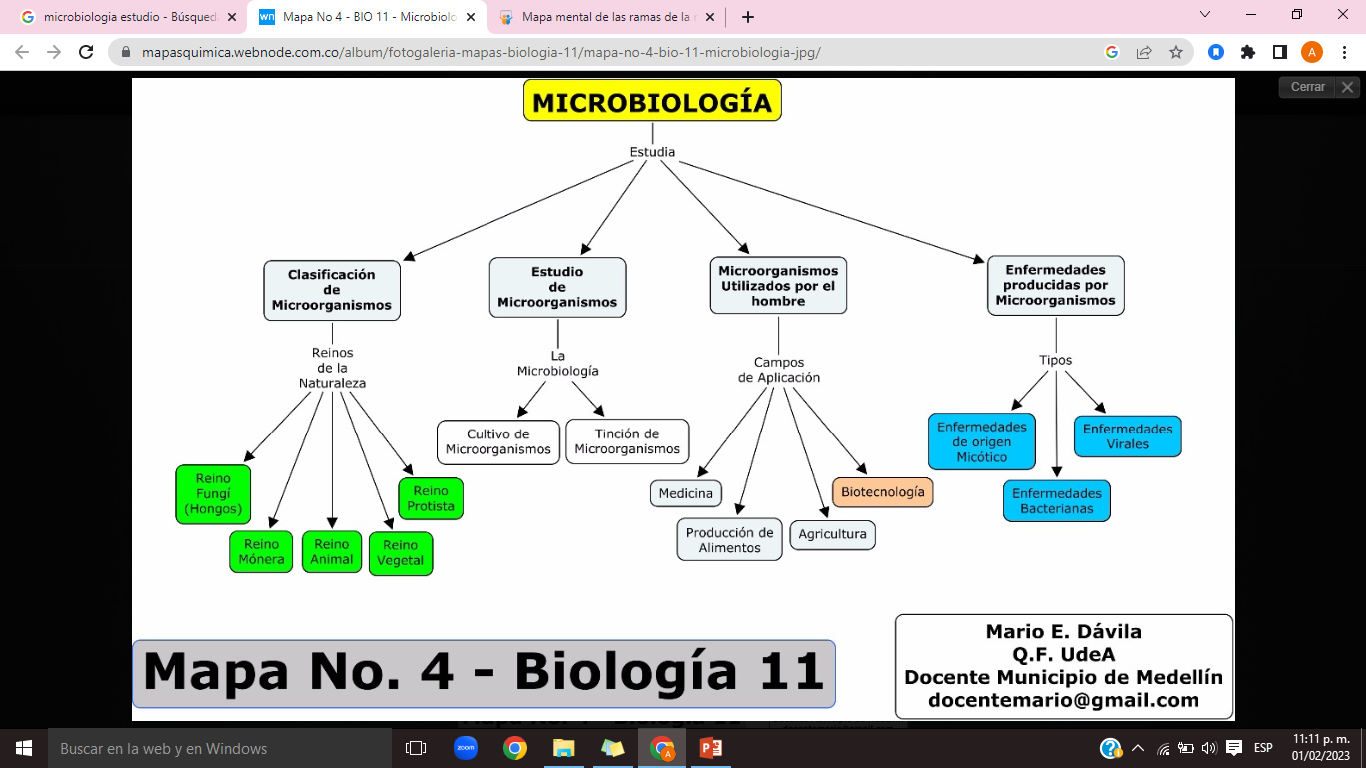 microbiologia estudio - Búsqued
Mapa No 4 - BIO 11 - Microbiolo
Mapa mental de las ramas de la
mapasquimica.webnode.com.co/album/fotogaleria-mapas-biologia-11/mapa-no-4-bio-11-microbiologia-jpg/
A
Cerrar
MICROBIOLOGÍA
Estudia
Clasificación
de
Microorganismos
Reinos
de la
Naturaleza
Reino
Fungí
(Hongos)
Reino
Mónera
Reino
Animal
Reino
Vegetal
Reino
Protista
Estudio
de
Microorganismos
La
Microbiología
Cultivo de
Microorganismos
Tinción de
Microorganismos
Microorganismos
Utilizados por el
hombre
Campos
de Aplicación
Medicina
Producción de
Alimentos
Agricultura
Biotecnología
Enfermedades
producidas por
Microorganismos
Tipos
Enfermedades
de origen
Micótico
Enfermedades
Bacterianas
Enfermedades
Virales
Mapa No. 4 - Biología 11
Mario E. Dávila
Q.F. UdeA
Docente Municipio de Medellín
docentemario@gmail.com
Buscar en la web y en Windows
zoom
A
ESP
11:11 p. m.
01/02/2023